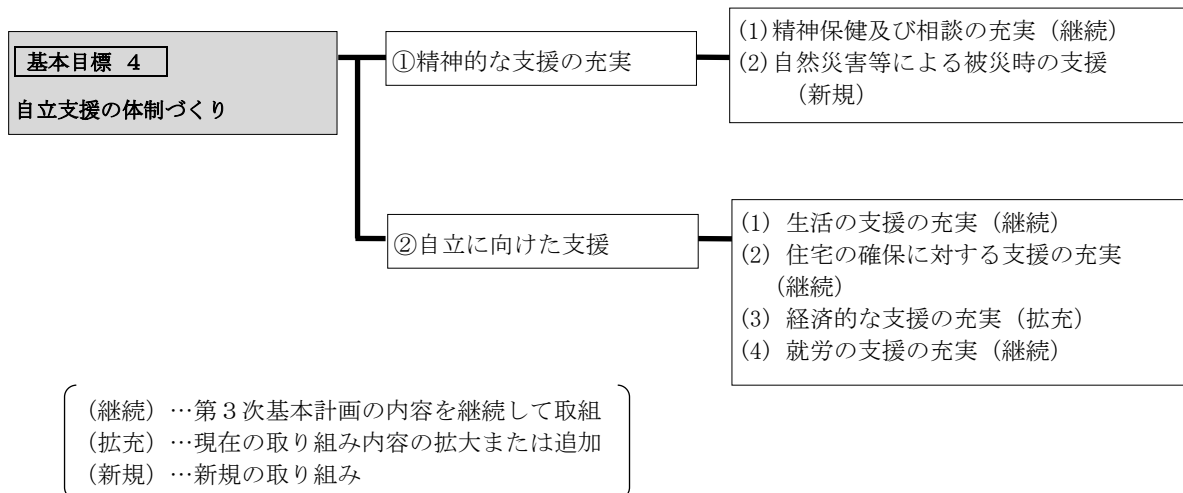 基本目標 4
自立支援の体制づくり
①精神的な支援の充実
(1)精神保健及び相談の充実（継続）
(2)自然災害等による被災時の支援
（新規）
②自立に向けた支援
(1) 生活の支援の充実（継続）
(2) 住宅の確保に対する支援の充実
（継続）
(3) 経済的な支援の充実（拡充）
(4) 就労の支援の充実（継続）
（継続）…第３次基本計画の内容を継続して取組
（拡充）…現在の取り組み内容の拡大または追加
（新規）…新規の取り組み